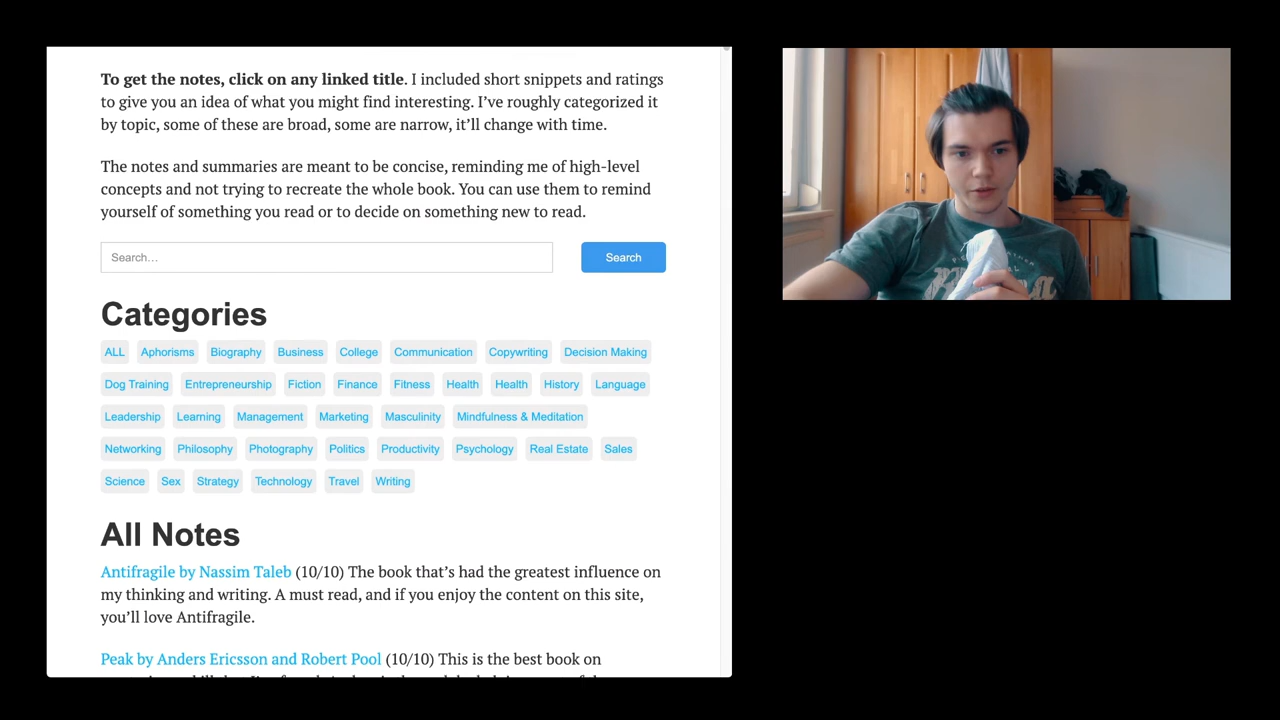 To get the notes, click on any linked title. I included short snippets and ratings
to give you an idea of what you might find interesting. I’ve roughly categorized it
by topic, some of these are broad, some are narrow, it’ll change with time.
The notes and summaries are meant to be concise, reminding me of high-level
concepts and not trying to recreate the whole book. You can use them to remind
yourself of something you read or to decide on something new to read.
Search…
Search
Categories
ALL Aphorisms Biography Business College Communication Copywriting Decision Making
Dog Training Entrepreneurship Fiction Finance Fitness Health Health History Language
Leadership Learning Management Marketing Masculinity Mindfulness & Meditation
Networking Philosophy Photography Politics Productivity Psychology Real Estate Sales
Science Sex Strategy Technology Travel Writing
All Notes
Antifragile by Nassim Taleb (10/10) The book that’s had the greatest influence on
my thinking and writing. A must read, and if you enjoy the content on this site,
you’ll love Antifragile.
Peak by Anders Ericsson and Robert Pool (10/10) This is the best book on